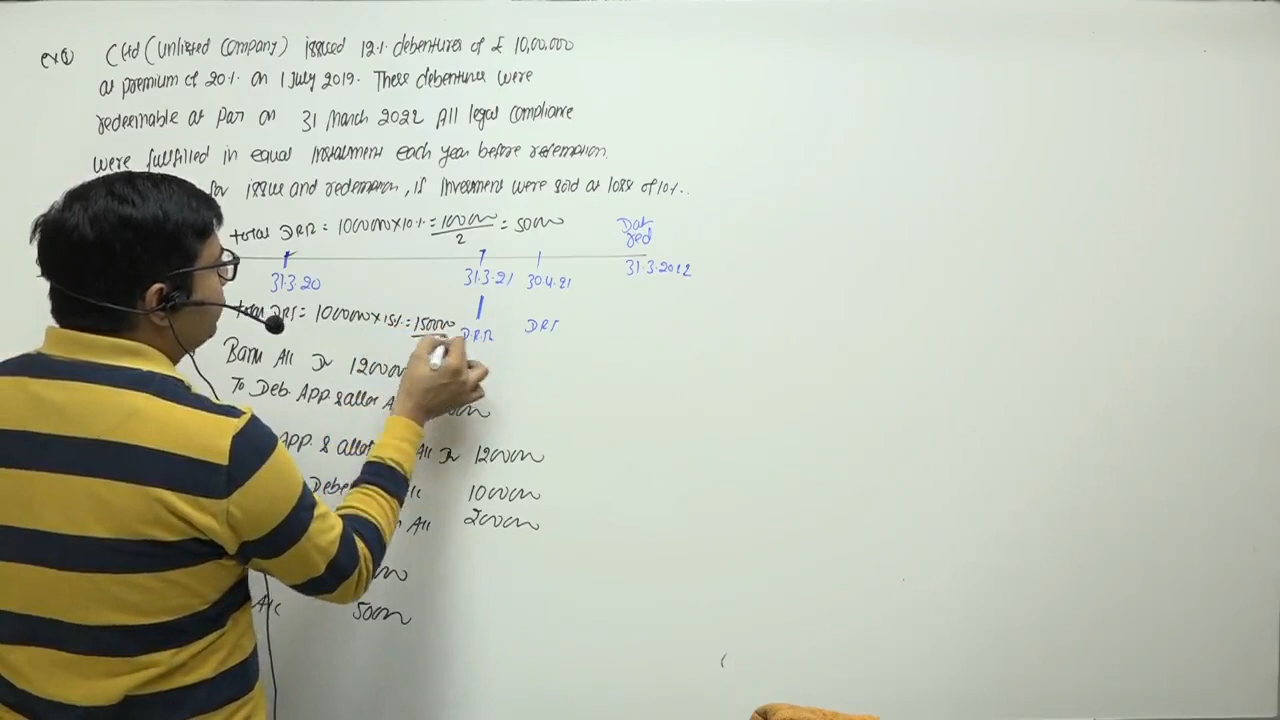 ex① C Ltd (Unlisted Company) issued 12% debentures of ₹ 10,00,000
at premium of 20% on 1 July 2019. These debentures were
redeemable at Par on 31 March 2022 All legal compliance
were fulfilled in equal instalment each year before redemption.
for issue and redemption, if Investment were sold at loss of 10%..
total DRR = 1000000 × 10% = 100000/2 = 50000
Dat
red
31.3.20 31.3.21 30.4.21 31.3.2022
total DRI = 1000000 × 15% = 150000
D.R.R DRI
Bank A/c Dr 120000
To Deb. App & allot A
App. & allot A/c Dr 1200000
Debe A/c 1000000
A/c 200000
A/c 50000